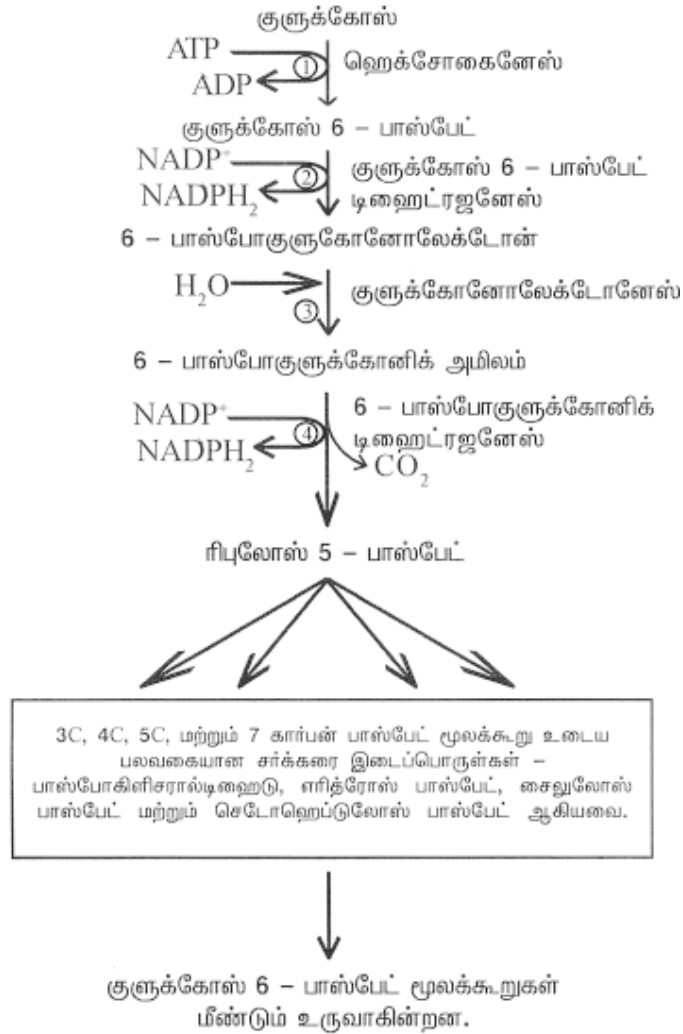 குளுக்கோஸ்
ATP
① ஹெக்சோகைனேஸ்
ADP
குளுக்கோஸ் 6 – பாஸ்பேட்
NADP⁺ குளுக்கோஸ் 6 – பாஸ்பேட்
②
NADPH₂ டிஹைட்ரஜனேஸ்
6 – பாஸ்போகுளுகோனோலேக்டோன்
H₂O குளுக்கோனோலேக்டோனேஸ்
③
6 – பாஸ்போகுளுக்கோனிக் அமிலம்
NADP⁺ 6 – பாஸ்போகுளுக்கோனிக்
④ டிஹைட்ரஜனேஸ்
NADPH₂ CO₂
ரிபுலோஸ் 5 – பாஸ்பேட்
3C, 4C, 5C, மற்றும் 7 கார்பன் பாஸ்பேட் மூலக்கூறு உடைய
பலவகையான சர்க்கரை இடைப்பொருள்கள் –
பாஸ்போகிளிசரால்டிஹைடு, எரித்ரோஸ் பாஸ்பேட், சைலுலோஸ்
பாஸ்பேட் மற்றும் செடோஹெப்டுலோஸ் பாஸ்பேட் ஆகியவை.
குளுக்கோஸ் 6 – பாஸ்பேட் மூலக்கூறுகள்
மீண்டும் உருவாகின்றன.